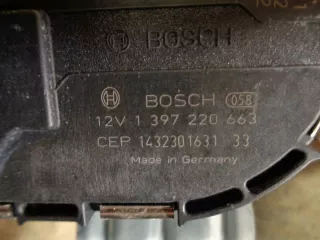 BOSCH
BOSCH 058
12V 1 397 220 663
CEP 1432301631 33
Made in Germany